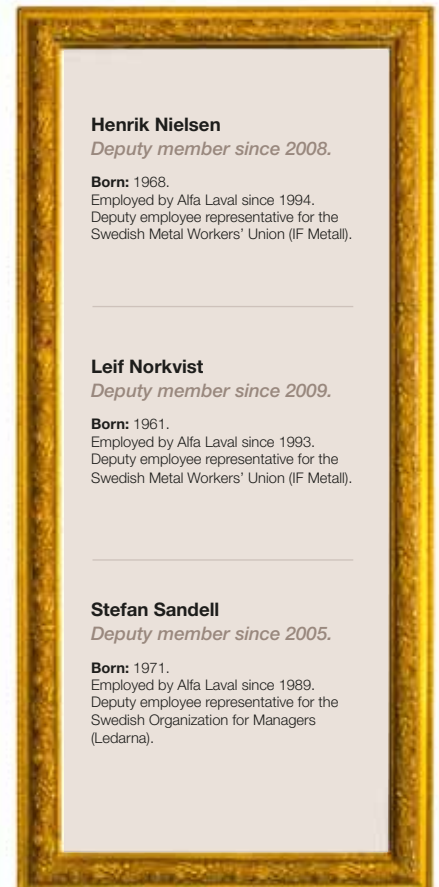 Henrik Nielsen
Deputy member since 2008.
Born: 1968.
Employed by Alfa Laval since 1994.
Deputy employee representative for the
Swedish Metal Workers' Union (IF Metall).
Leif Norkvist
Deputy member since 2009.
Born: 1961.
Employed by Alfa Laval since 1993.
Deputy employee representative for the
Swedish Metal Workers' Union (IF Metall).
Stefan Sandell
Deputy member since 2005.
Born: 1971.
Employed by Alfa Laval since 1989.
Deputy employee representative for the
Swedish Organization for Managers
(Ledarna).